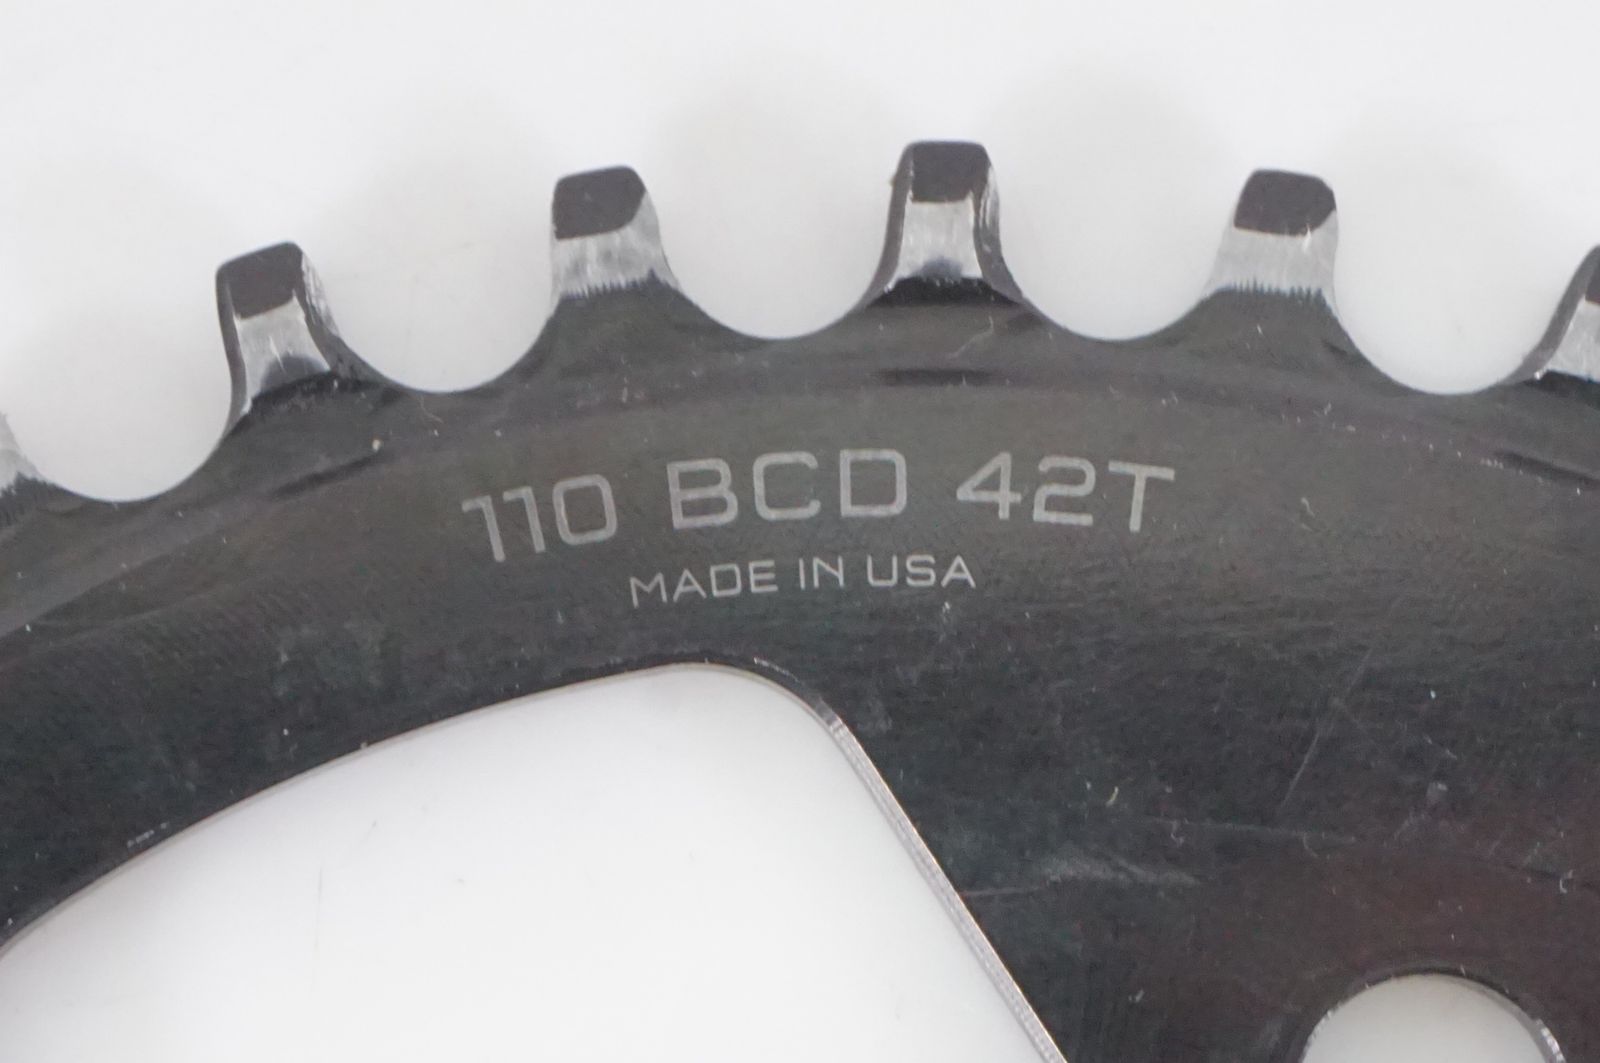 110 BCD 42T
MADE IN USA